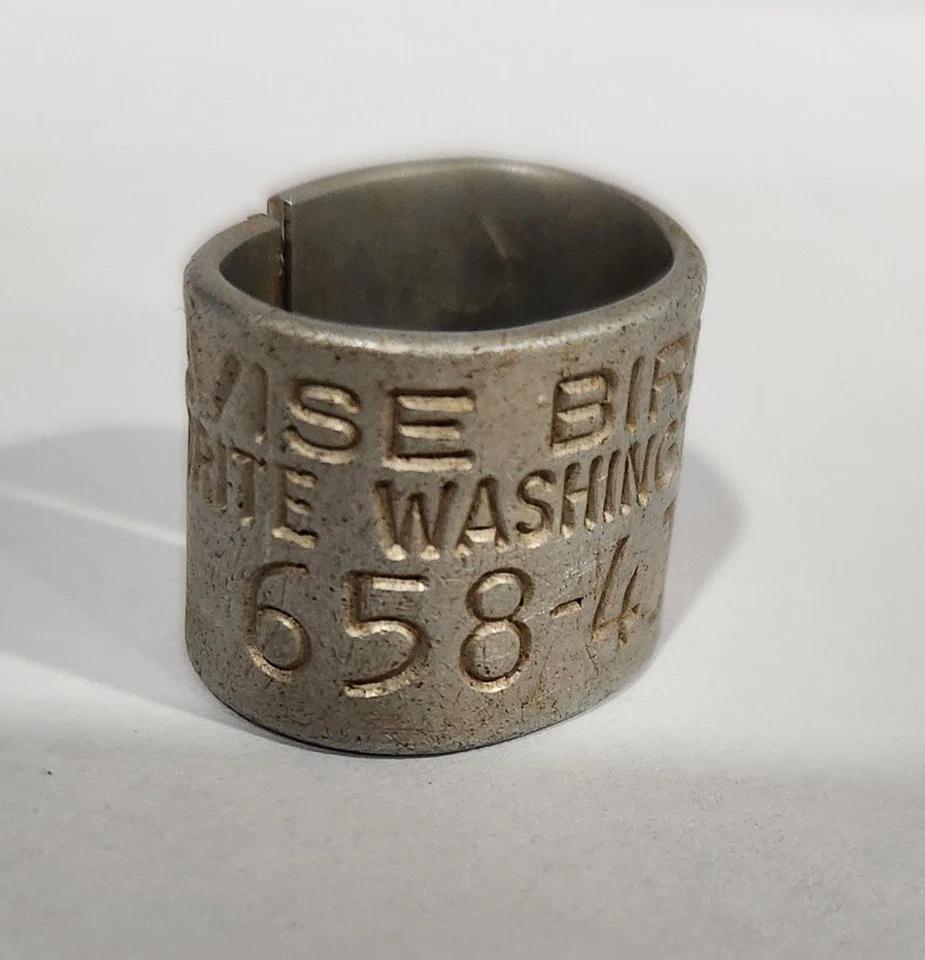 VISE BIR
RITE WASHING
658-4